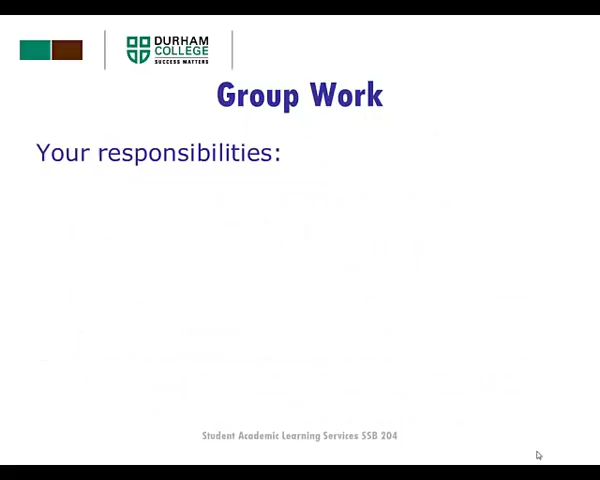 DURHAM
COLLEGE
SUCCESS MATTERS
Group Work
Your responsibilities:
Student Academic Learning Services SSB 204